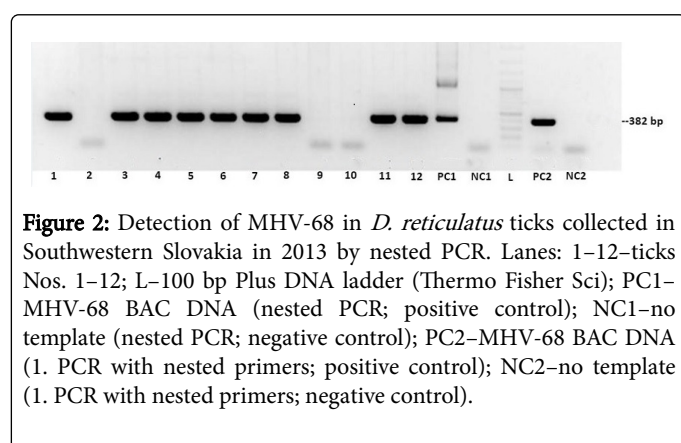 --382 bp
1 2 3 4 5 6 7 8 9 10 11 12 PC1 NC1 L PC2 NC2
Figure 2: Detection of MHV-68 in D. reticulatus ticks collected in
Southwestern Slovakia in 2013 by nested PCR. Lanes: 1–12–ticks
Nos. 1–12; L–100 bp Plus DNA ladder (Thermo Fisher Sci); PC1–
MHV-68 BAC DNA (nested PCR; positive control); NC1–no
template (nested PCR; negative control); PC2–MHV-68 BAC DNA
(1. PCR with nested primers; positive control); NC2–no template
(1. PCR with nested primers; negative control).